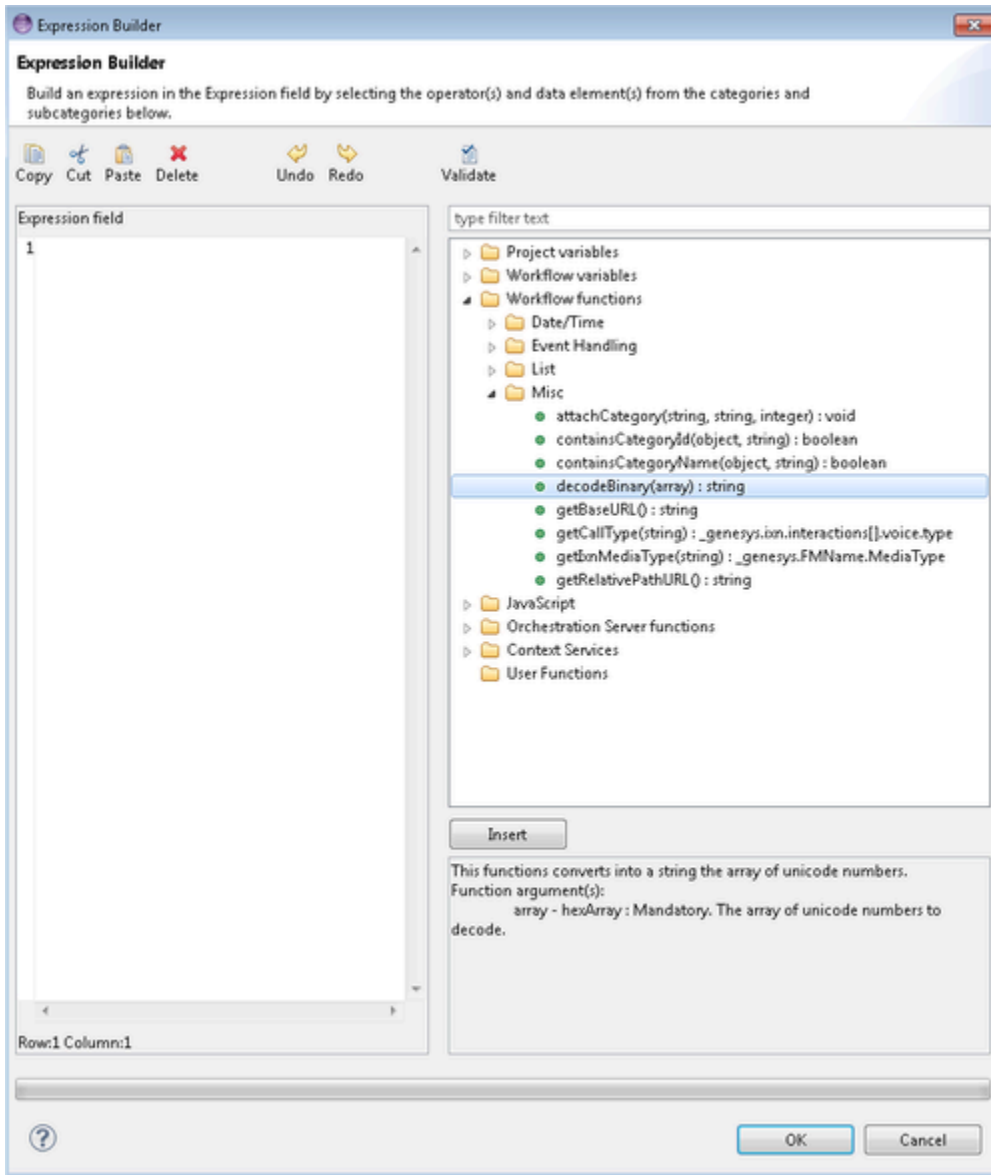 Expression Builder
Expression Builder
Build an expression in the Expression field by selecting the operator(s) and data element(s) from the categories and
subcategories below.
Copy Cut Paste Delete Undo Redo Validate
Expression field
1
Row:1 Column:1
type filter text
Project variables
Workflow variables
Workflow functions
Date/Time
Event Handling
List
Misc
attachCategory(string, string, integer) : void
containsCategoryId(object, string) : boolean
containsCategoryName(object, string) : boolean
decodeBinary(array) : string
getBaseURL() : string
getCallType(string) : _genesys.ixn.interactions[].voice.type
getIxnMediaType(string) : _genesys.FMName.MediaType
getRelativePathURL() : string
JavaScript
Orchestration Server functions
Context Services
User Functions
Insert
This functions converts into a string the array of unicode numbers.
Function argument(s):
array - hexArray : Mandatory. The array of unicode numbers to
decode.
?
OK Cancel